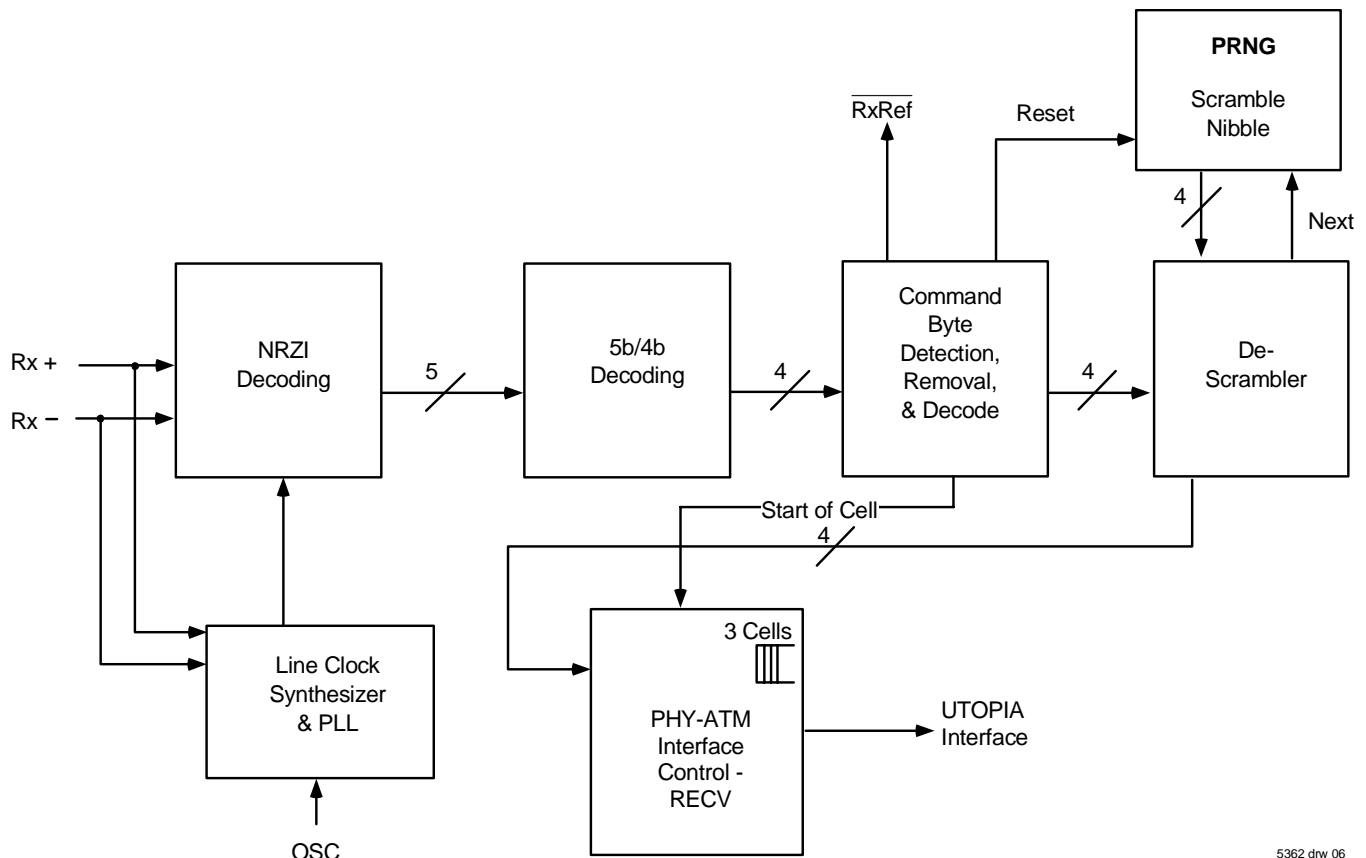 PRNG
Scramble
Nibble
RxRef
Reset
4
Next
NRZI
Decoding
5b/4b
Decoding
Command
Byte
Detection,
Removal,
& Decode
De-
Scrambler
Rx +
Rx −
5
4
4
Start of Cell
4
Line Clock
Synthesizer
& PLL
3 Cells
PHY-ATM
Interface
Control -
RECV
UTOPIA
Interface
OSC
5362 drw 06